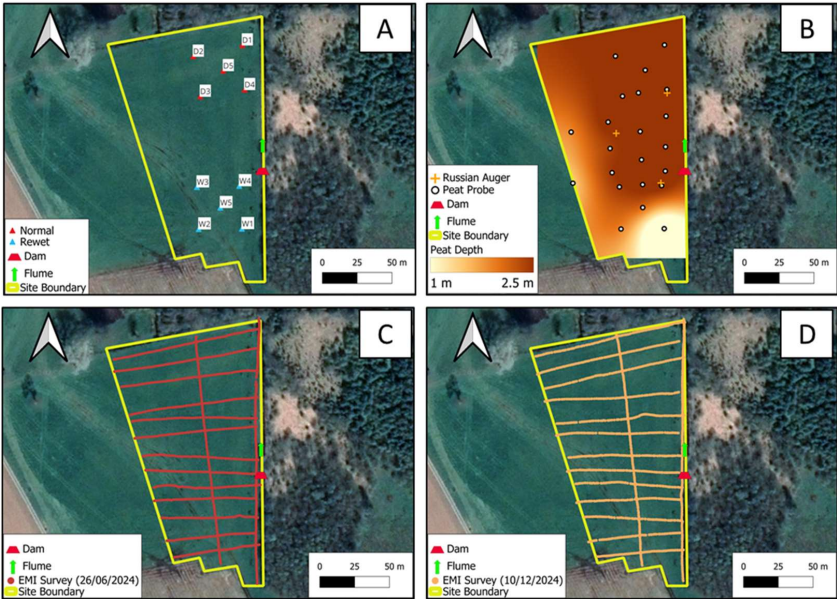 A
D1
D2
D5
D4
D3
W3
W4
W5
W2
W1
Normal
Rewet
Dam
Flume
Site Boundary
0 25 50 m
B
Russian Auger
Peat Probe
Dam
Flume
Site Boundary
Peat Depth
1 m 2.5 m
0 25 50 m
C
Dam
Flume
EMI Survey (26/06/2024)
Site Boundary
0 25 50 m
D
Dam
Flume
EMI Survey (10/12/2024)
Site Boundary
0 25 50 m